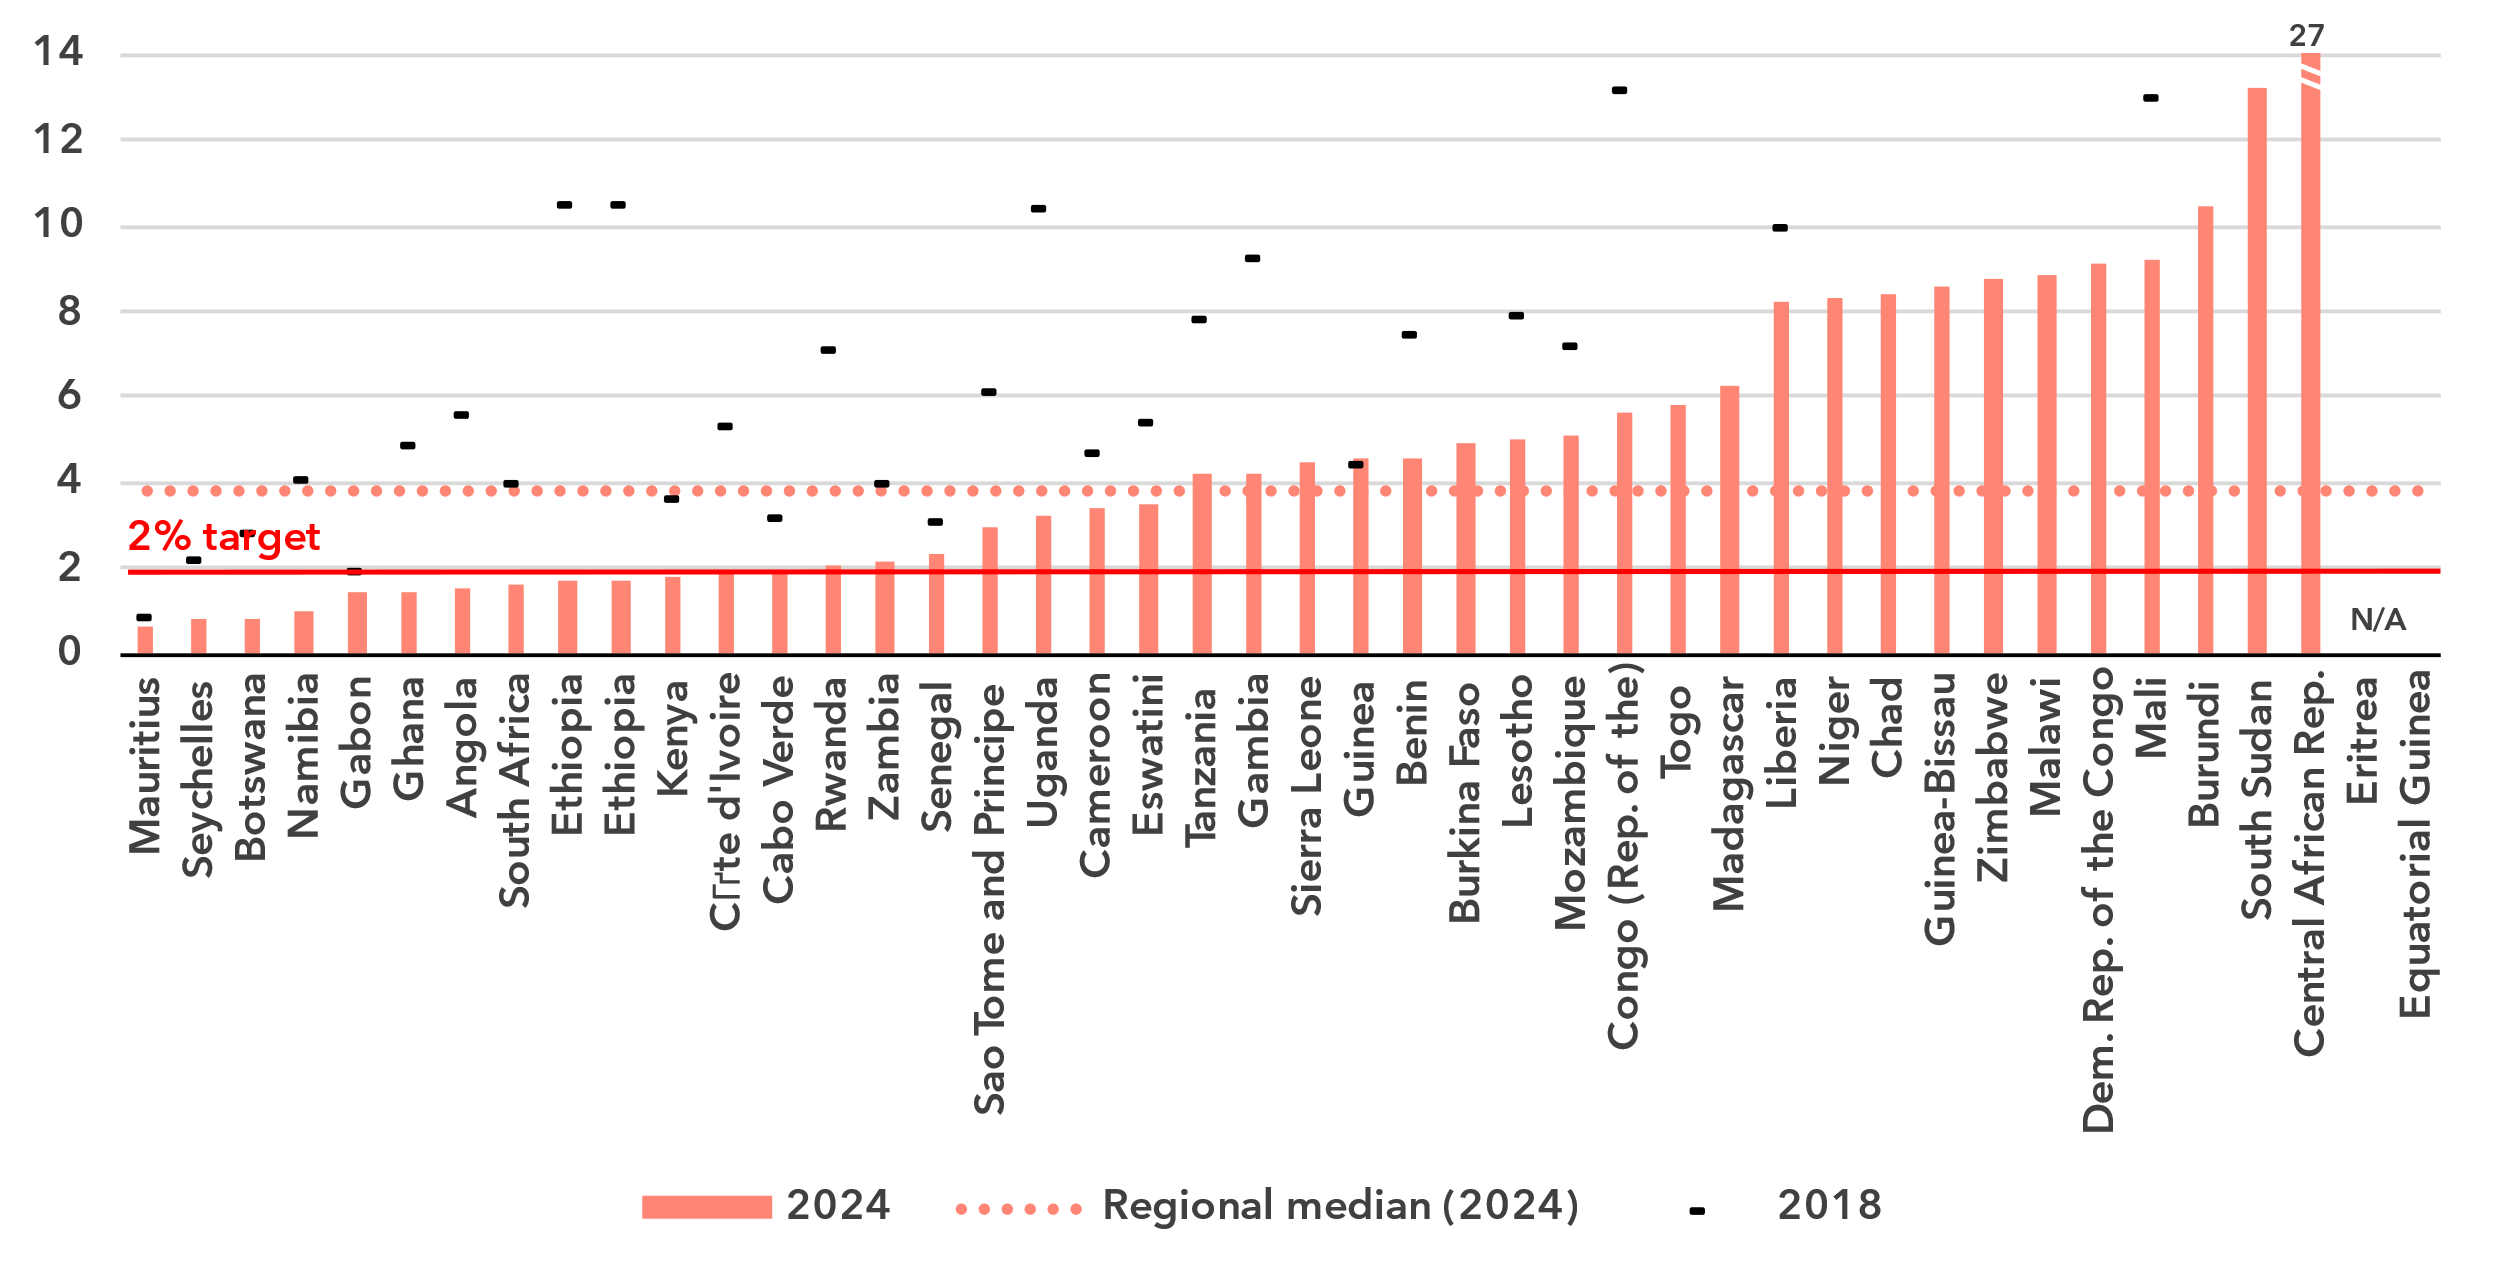 27
14
12
10
8
6
4
2% target
2
N/A
0
Mauritius
Seychelles
Botswana
Namibia
Gabon
Ghana
Angola
South Africa
Ethiopia
Ethiopia
Kenya
CГґte d'Ivoire
Cabo Verde
Rwanda
Zambia
Senegal
Sao Tome and Principe
Uganda
Cameroon
Eswatini
Tanzania
Gambia
Sierra Leone
Guinea
Benin
Burkina Faso
Lesotho
Mozambique
Congo (Rep. of the)
Togo
Madagascar
Liberia
Niger
Chad
Guinea-Bissau
Zimbabwe
Malawi
Dem. Rep. of the Congo
Mali
Burundi
South Sudan
Central African Rep.
Eritrea
Equatorial Guinea
2024
Regional median (2024)
2018